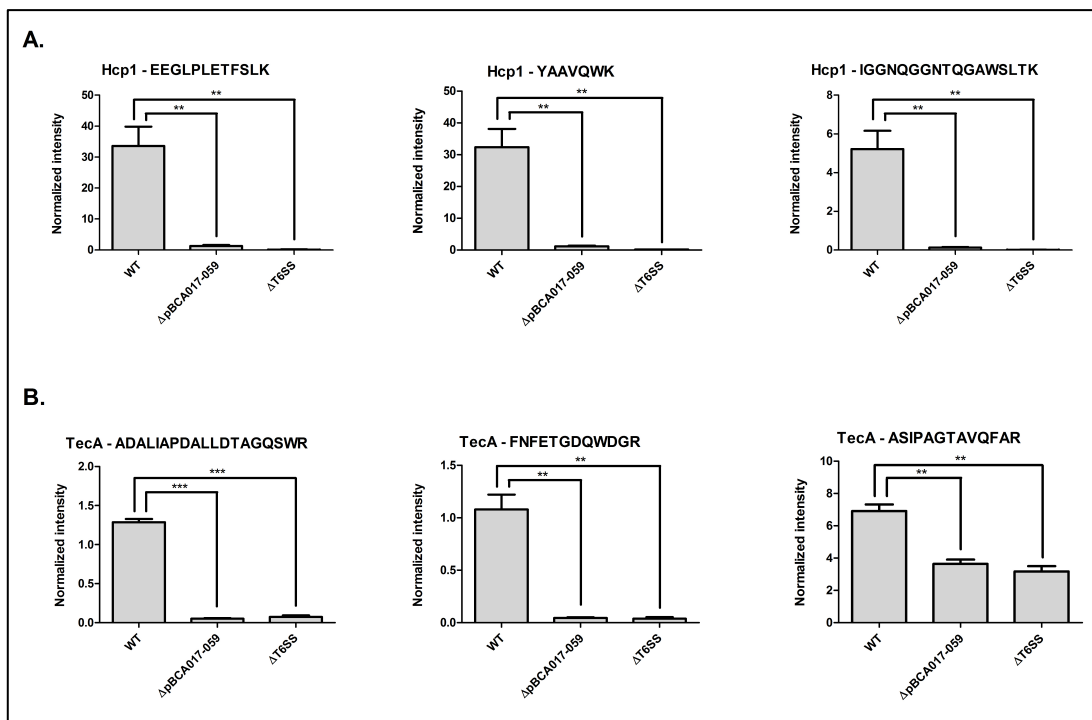 A.
Hcp1 - EEGLPLETFSLK
**
**
Normalized intensity
50
40
30
20
10
0
WT
ΔpBCA017-059
ΔT6SS
Hcp1 - YAAVQWK
**
**
Normalized intensity
50
40
30
20
10
0
WT
ΔpBCA017-059
ΔT6SS
Hcp1 - IGGNQGGNTQGAWSLTK
**
**
Normalized intensity
8
6
4
2
0
WT
ΔpBCA017-059
ΔT6SS
B.
TecA - ADALIAPDALLDTAGQSWR
***
***
Normalized intensity
2.0
1.5
1.0
0.5
0.0
WT
ΔpBCA017-059
ΔT6SS
TecA - FNFETGDQWDGR
**
**
Normalized intensity
1.5
1.0
0.5
0.0
WT
ΔpBCA017-059
ΔT6SS
TecA - ASIPAGTAVQFAR
**
**
Normalized intensity
10
8
6
4
2
0
WT
ΔpBCA017-059
ΔT6SS